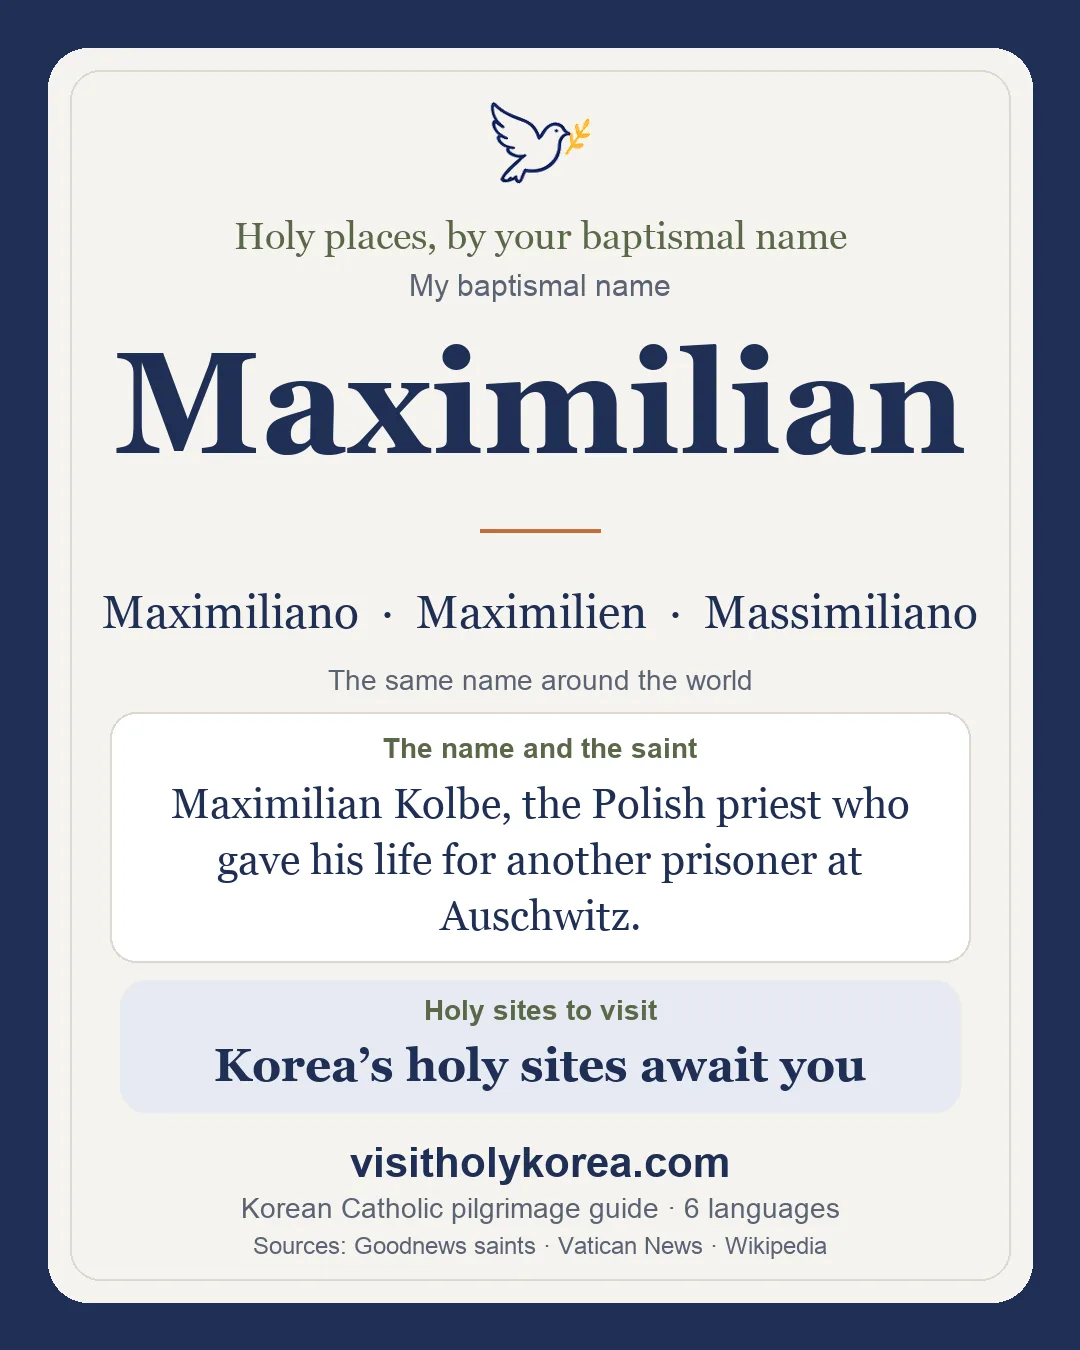 Holy places, by your baptismal name
My baptismal name
Maximilian
Maximiliano · Maximilien · Massimiliano
The same name around the world
The name and the saint
Maximilian Kolbe, the Polish priest who
gave his life for another prisoner at
Auschwitz.
Holy sites to visit
Korea’s holy sites await you
visitholykorea.com
Korean Catholic pilgrimage guide · 6 languages
Sources: Goodnews saints · Vatican News · Wikipedia